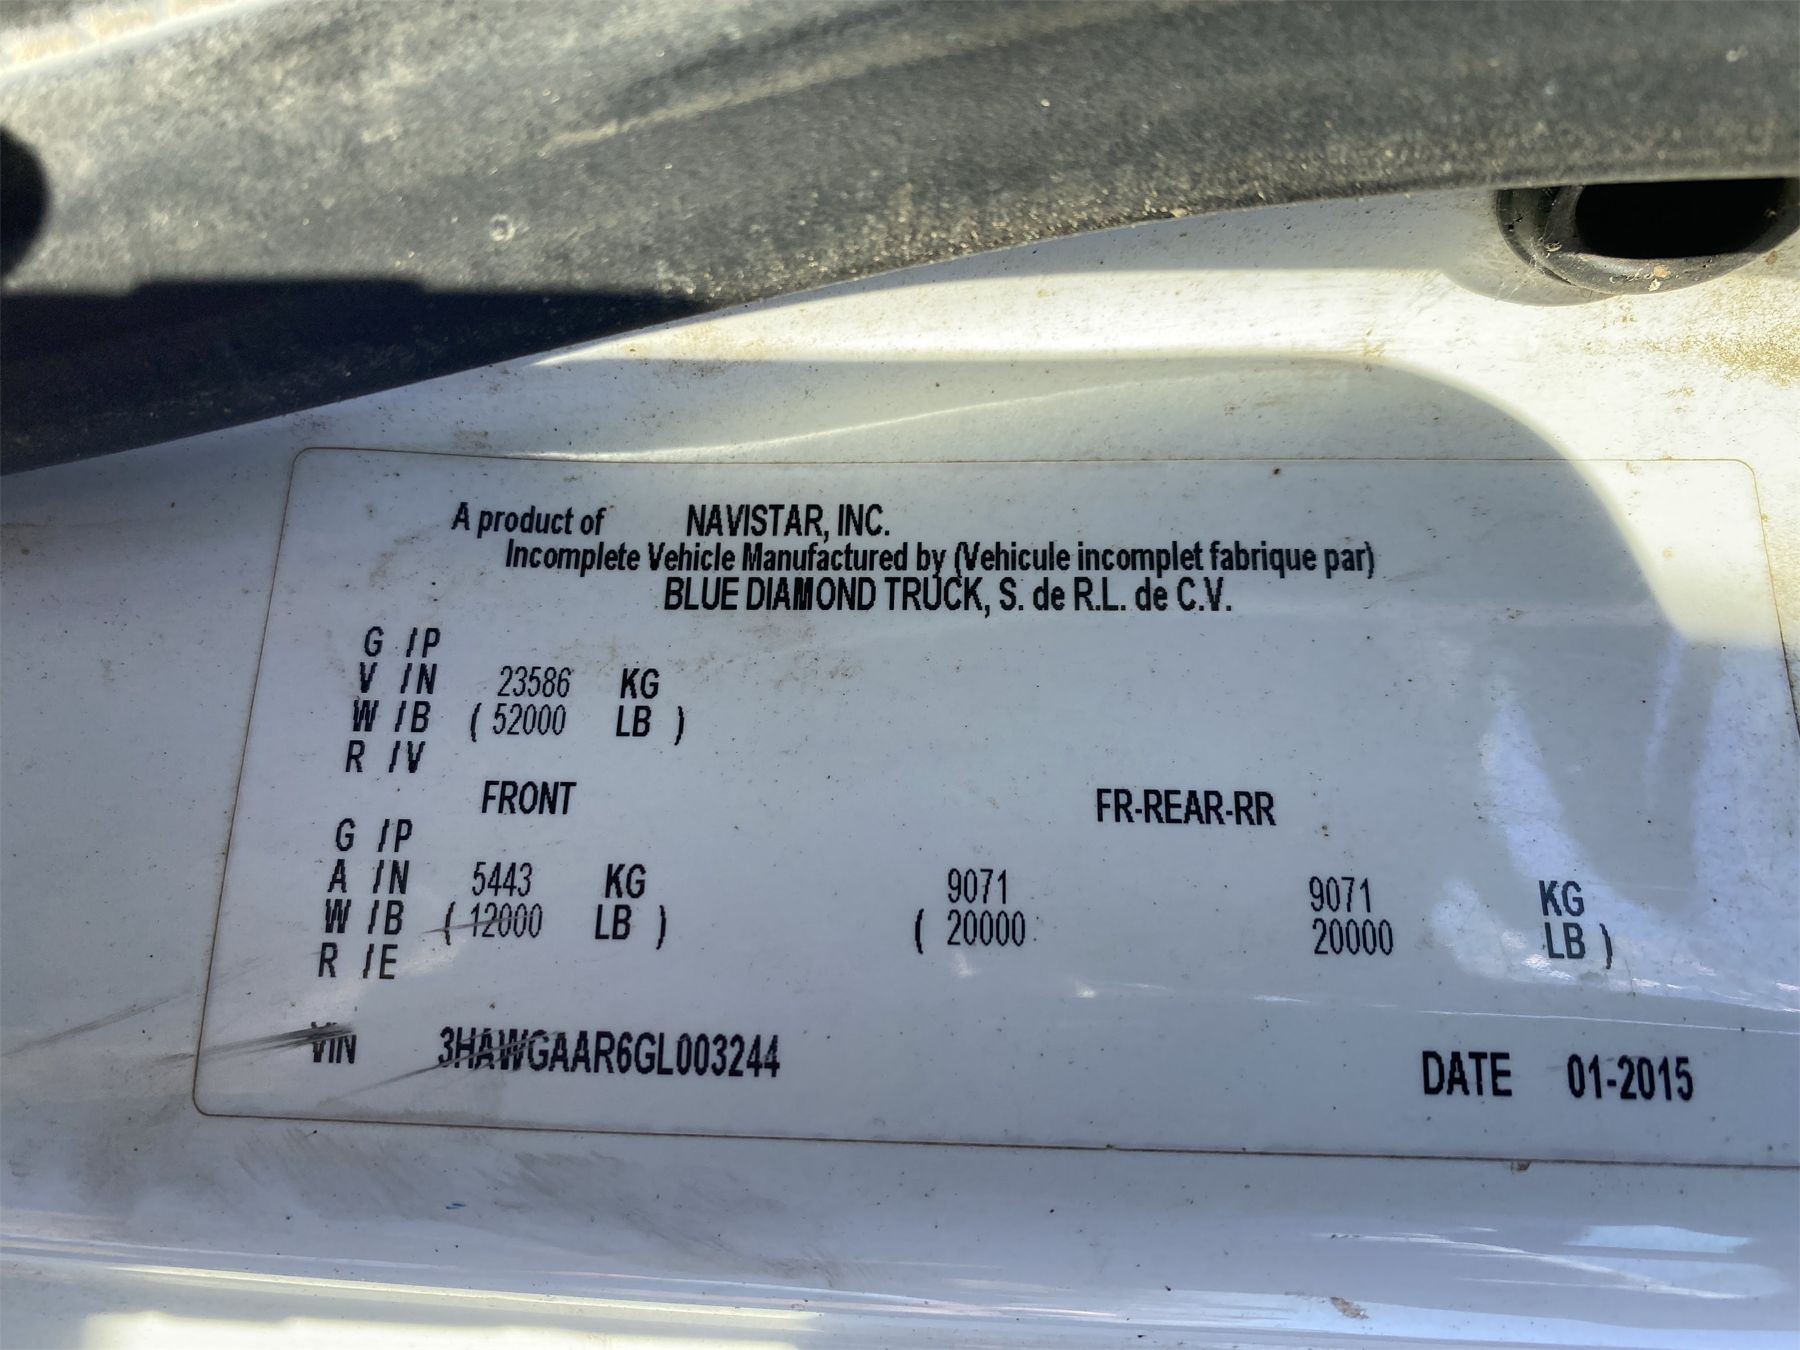 A product of NAVISTAR, INC.
Incomplete Vehicle Manufactured by (Vehicule incomplet fabrique par)
BLUE DIAMOND TRUCK, S. de R.L. de C.V.
G /P
V /N 23586 KG
W /B ( 52000 LB )
R /V
FRONT FR-REAR-RR
G /P
A /N 5443 KG 9071 9071 KG
W /B ( 12000 LB ) ( 20000 20000 LB )
R /E
VIN 3HAWGAAR6GL003244 DATE 01-2015